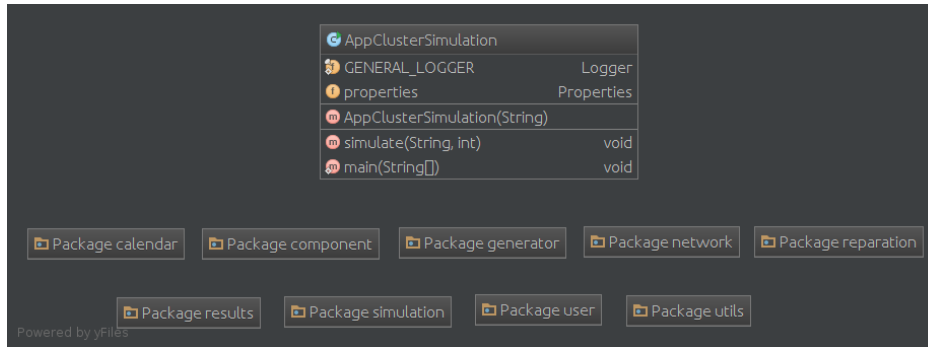 AppClusterSimulation
GENERAL_LOGGER Logger
properties Properties
AppClusterSimulation(String)
simulate(String, int) void
main(String[]) void
Package calendar
Package component
Package generator
Package network
Package reparation
Package results
Package simulation
Package user
Package utils
Powered by yFiles